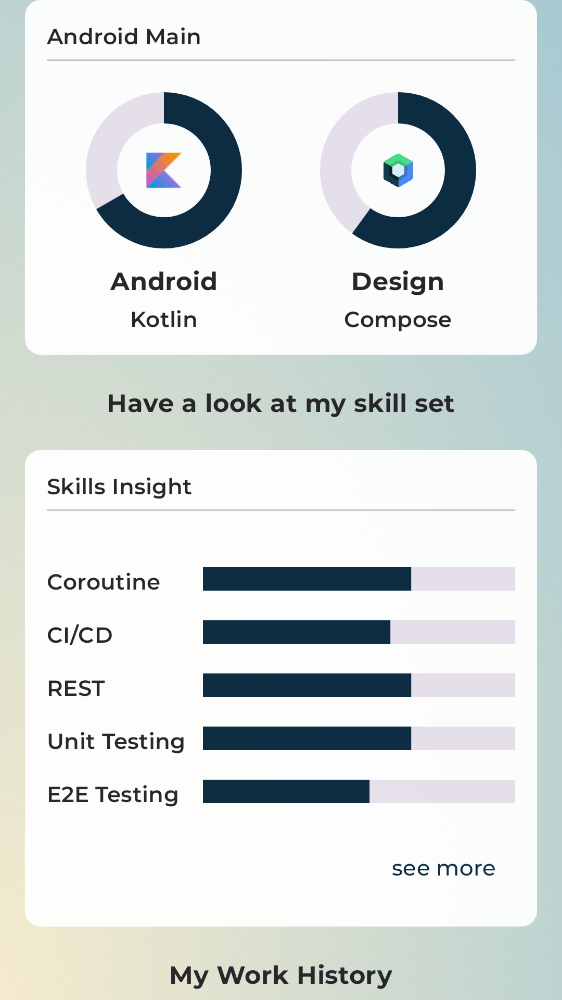 Android Main
Android
Design
Kotlin
Compose
Have a look at my skill set
Skills Insight
Coroutine
CI/CD
REST
Unit Testing
E2E Testing
see more
My Work History